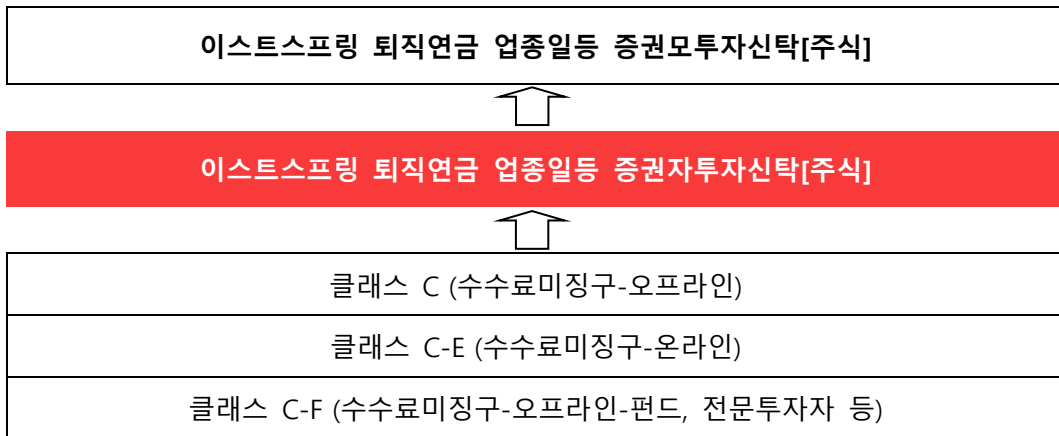 이스트스프링 퇴직연금 업종일등 증권모투자신탁[주식]
이스트스프링 퇴직연금 업종일등 증권자투자신탁[주식]
클래스 C (수수료미징구-오프라인)
클래스 C-E (수수료미징구-온라인)
클래스 C-F (수수료미징구-오프라인-펀드, 전문투자자 등)